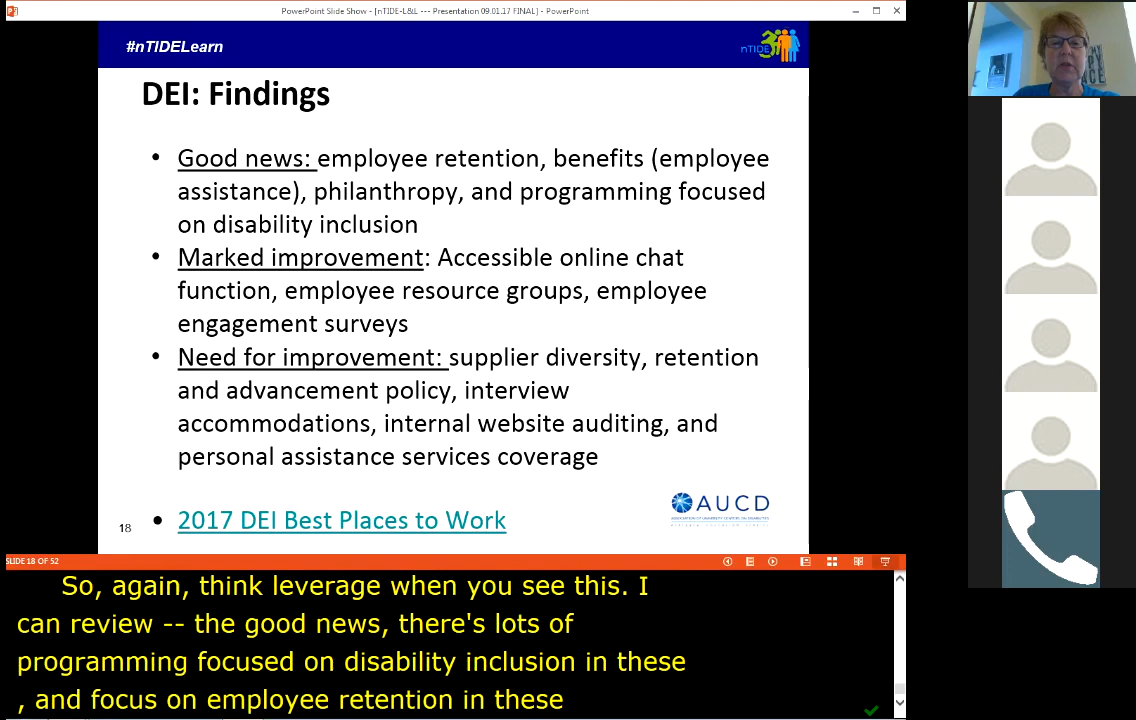 PowerPoint Slide Show - [nTIDE-L&L --- Presentation 09.01.17 FINAL] - PowerPoint
#nTIDELearn
nTIDE
DEI: Findings
• Good news: employee retention, benefits (employee
assistance), philanthropy, and programming focused
on disability inclusion
• Marked improvement: Accessible online chat
function, employee resource groups, employee
engagement surveys
• Need for improvement: supplier diversity, retention
and advancement policy, interview
accommodations, internal website auditing, and
personal assistance services coverage
AUCD
18
• 2017 DEI Best Places to Work
SLIDE 18 OF 52
So, again, think leverage when you see this. I
can review -- the good news, there's lots of
programming focused on disability inclusion in these
, and focus on employee retention in these